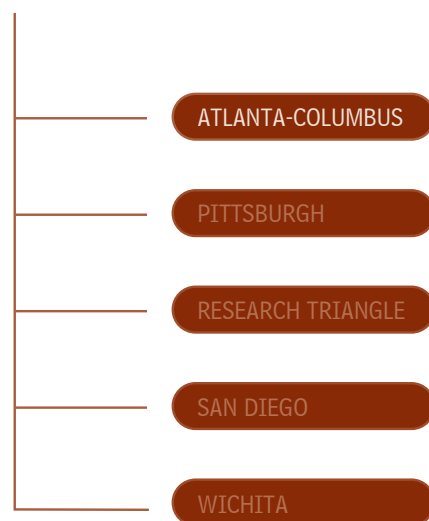 ATLANTA-COLUMBUS
PITTSBURGH
RESEARCH TRIANGLE
SAN DIEGO
WICHITA